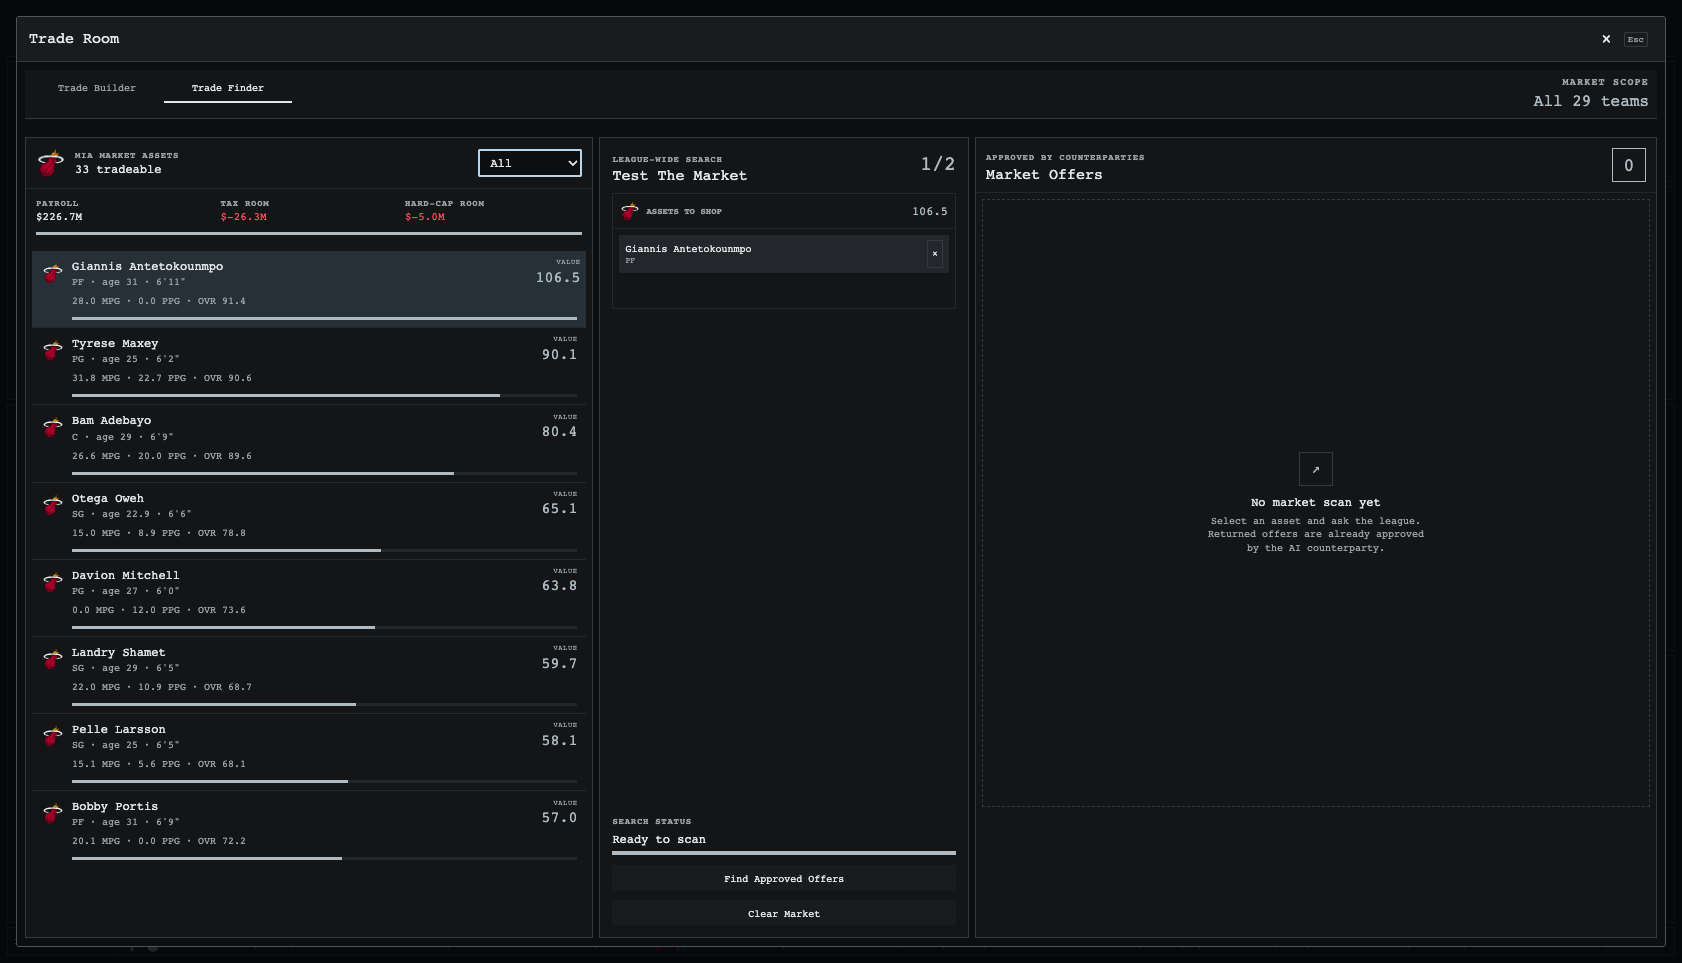 Trade Room
× Esc
Trade Builder
Trade Finder
MARKET SCOPE
All 29 teams
MIA MARKET ASSETS
33 tradeable
All
PAYROLL
$226.7M
TAX ROOM
$-26.3M
HARD-CAP ROOM
$-5.0M
Giannis Antetokounmpo
PF · age 31 · 6'11"
28.0 MPG · 0.0 PPG · OVR 91.4
VALUE
106.5
Tyrese Maxey
PG · age 25 · 6'2"
31.8 MPG · 22.7 PPG · OVR 90.6
VALUE
90.1
Bam Adebayo
C · age 29 · 6'9"
26.6 MPG · 20.0 PPG · OVR 89.6
VALUE
80.4
Otega Oweh
SG · age 22.9 · 6'6"
15.0 MPG · 8.9 PPG · OVR 78.8
VALUE
65.1
Davion Mitchell
PG · age 27 · 6'0"
0.0 MPG · 12.0 PPG · OVR 73.6
VALUE
63.8
Landry Shamet
SG · age 29 · 6'5"
22.0 MPG · 10.9 PPG · OVR 68.7
VALUE
59.7
Pelle Larsson
SG · age 25 · 6'5"
15.1 MPG · 5.6 PPG · OVR 68.1
VALUE
58.1
Bobby Portis
PF · age 31 · 6'9"
20.1 MPG · 0.0 PPG · OVR 72.2
VALUE
57.0
LEAGUE-WIDE SEARCH
Test The Market
1/2
ASSETS TO SHOP
106.5
Giannis Antetokounmpo
PF
×
SEARCH STATUS
Ready to scan
Find Approved Offers
Clear Market
APPROVED BY COUNTERPARTIES
Market Offers
0
↗
No market scan yet
Select an asset and ask the league.
Returned offers are already approved
by the AI counterparty.